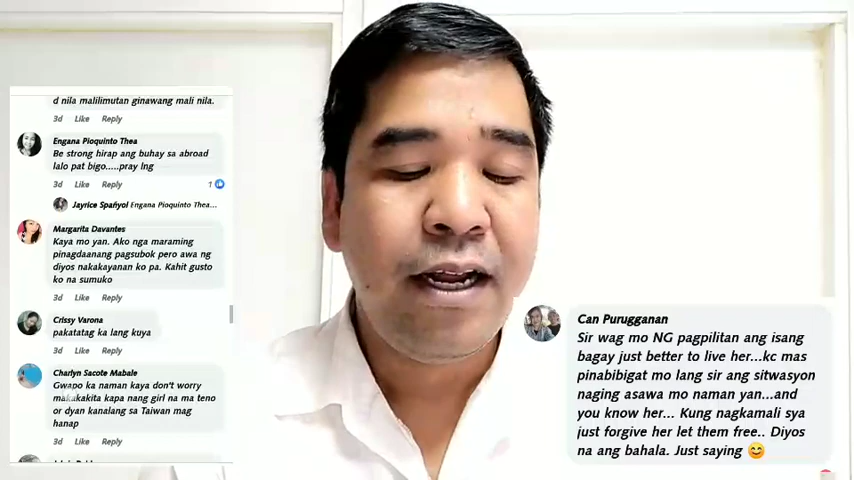 d nila malilimutan ginawang mali nila.
3d Like Reply
Engana Pioquinto Thea
Be strong hirap ang buhay sa abroad
lalo pat bigo.....pray lng
3d Like Reply 1
Jayrice Spańyol Engana Pioquinto Thea...
Margarita Davantes
Kaya mo yan. Ako nga maraming
pinagdaanang pagsubok pero awa ng
diyos nakakayanan ko pa. Kahit gusto
ko na sumuko
3d Like Reply
Crissy Varona
pakatatag ka lang kuya
3d Like Reply
Charlyn Sacote Mabale
Gwapo ka naman kaya don't worry
makakakita kapa nang girl na ma teno
or dyan kanalang sa Taiwan mag
hanap
3d Like Reply
Can Purugganan
Sir wag mo NG pagpilitan ang isang
bagay just better to live her...kc mas
pinabibigat mo lang sir ang sitwasyon
naging asawa mo naman yan...and
you know her... Kung nagkamali sya
just forgive her let them free.. Diyos
na ang bahala. Just saying 😊